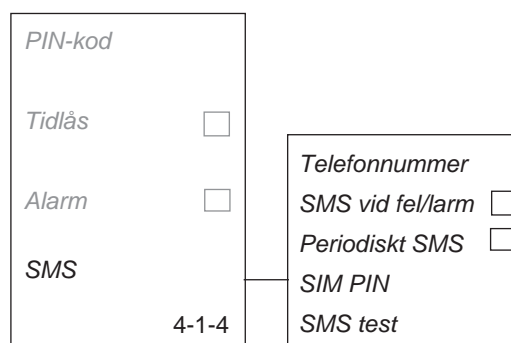 PIN-kod
Tidlås
Alarm
SMS
4-1-4
Telefonnummer
SMS vid fel/larm
Periodiskt SMS
SIM PIN
SMS test